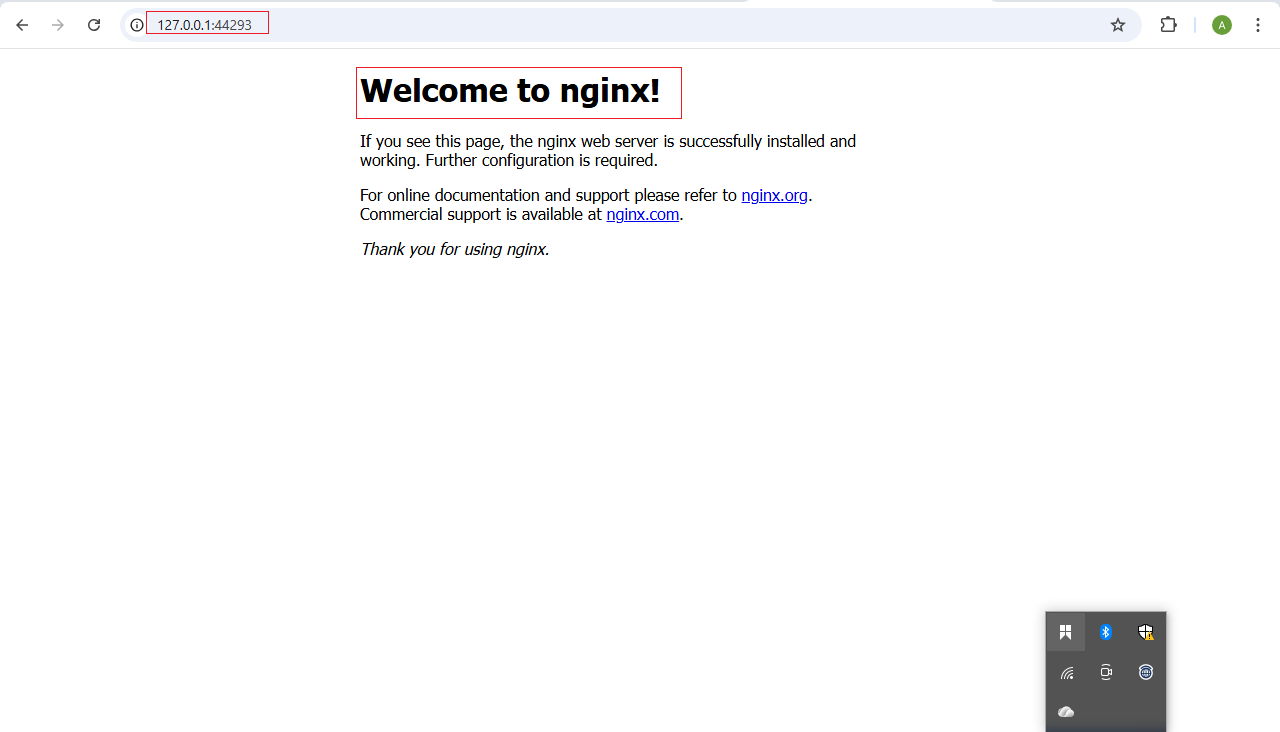 127.0.0.1:44293
A
Welcome to nginx!
If you see this page, the nginx web server is successfully installed and
working. Further configuration is required.
For online documentation and support please refer to nginx.org.
Commercial support is available at nginx.com.
Thank you for using nginx.